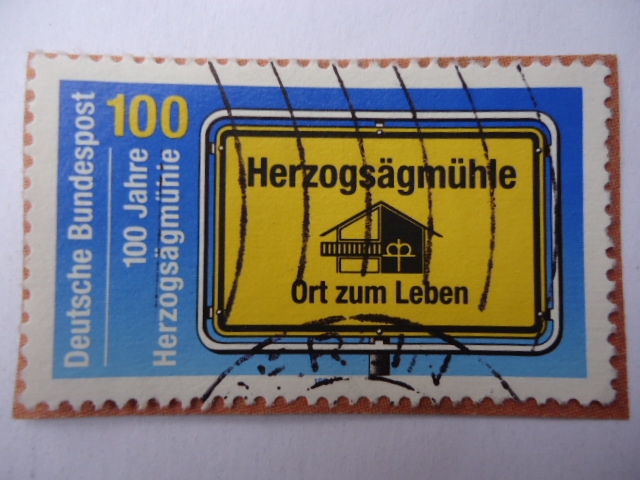 Deutsche Bundespost
100
100 Jahre
Herzogsägmühle
Herzogsägmühle
Ort zum Leben